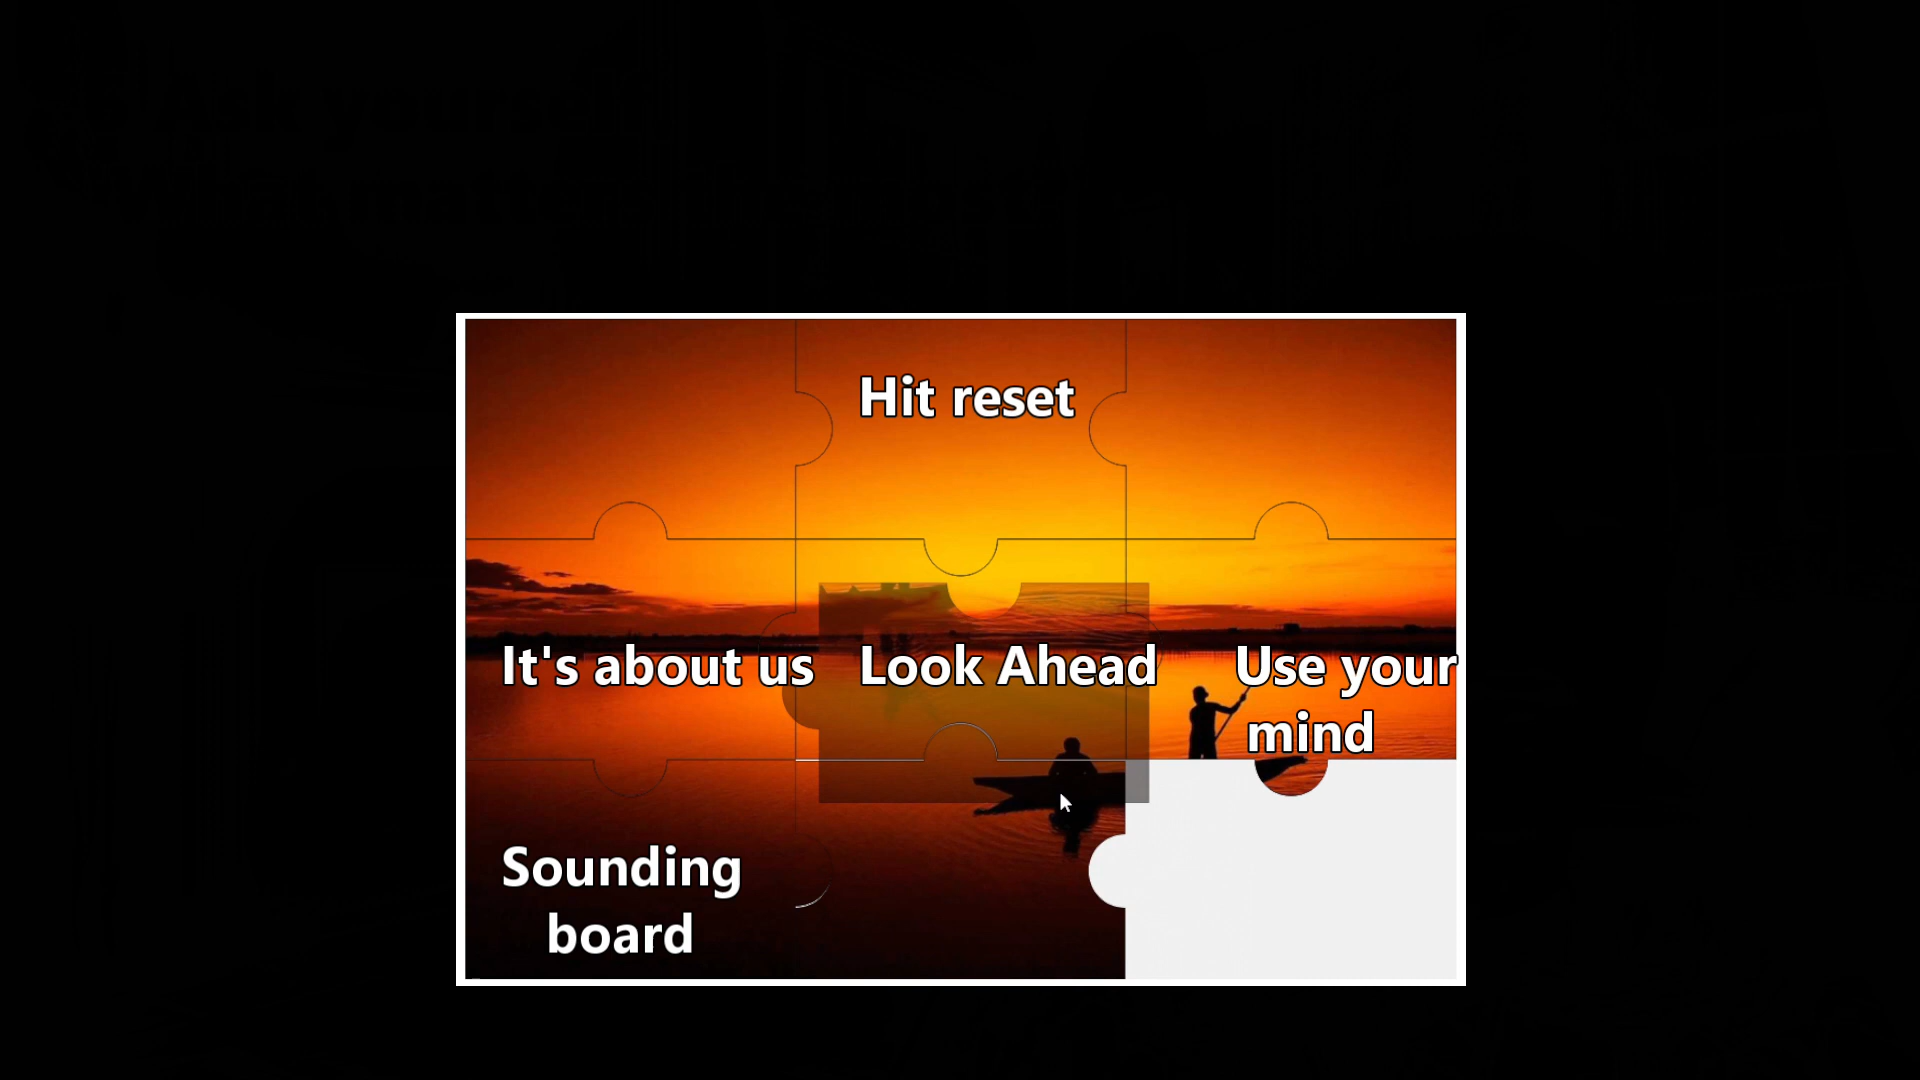 Hit reset
It's about us
Look Ahead
Use your
mind
Sounding
board